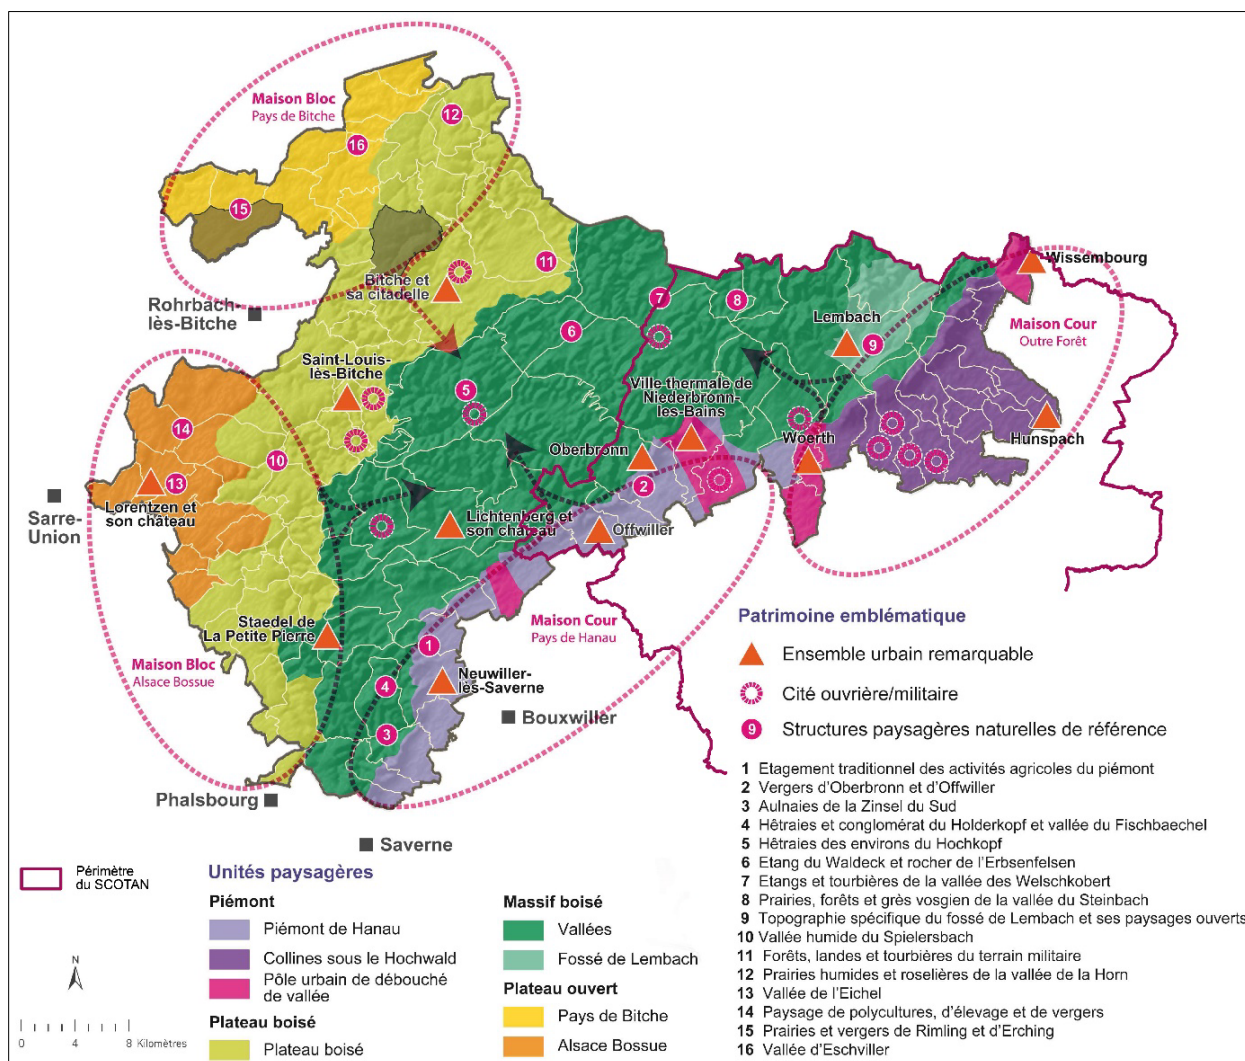 Maison Bloc
Pays de Bitche
12
16
15
11
Bitche et
sa citadelle
Rohrbach-
lès-Bitche
7
8
6
Wissembourg
Lembach
9
Maison Cour
Outre Forêt
Saint-Louis-
lès-Bitche
5
Ville thermale de
Niederbronn-
les-Bains
14
10
13
Oberbronn
Woerth
Hunspach
2
Lorentzen et
son château
Sarre-
Union
Lichtenberg et
son château
Offwiller
Staedel de
La Petite Pierre
Maison Cour
Pays de Hanau
1
Maison Bloc
Alsace Bossue
4
Neuwiller-
lès-Saverne
3
Bouxwiller
Phalsbourg
Saverne
Patrimoine emblématique
Ensemble urbain remarquable
Cité ouvrière/militaire
9 Structures paysagères naturelles de référence
1 Etagement traditionnel des activités agricoles du piémont
2 Vergers d'Oberbronn et d'Offwiller
3 Aulnaies de la Zinsel du Sud
4 Hêtraies et conglomérat du Holderkopf et vallée du Fischbaechel
5 Hêtraies des environs du Hochkopf
6 Etang du Waldeck et rocher de l'Erbsenfelsen
7 Etangs et tourbières de la vallée des Welschkobert
8 Prairies, forêts et grès vosgien de la vallée du Steinbach
9 Topographie spécifique du fossé de Lembach et ses paysages ouverts
10 Vallée humide du Spielersbach
11 Forêts, landes et tourbières du terrain militaire
12 Prairies humides et roselières de la vallée de la Horn
13 Vallée de l'Eichel
14 Paysage de polycultures, d'élevage et de vergers
15 Prairies et vergers de Rimling et d'Erching
16 Vallée d'Eschviller
Périmètre
du SCOTAN
N
0 4 8 Kilomètres
Unités paysagères
Piémont
Piémont de Hanau
Collines sous le Hochwald
Pôle urbain de débouché
de vallée
Plateau boisé
Plateau boisé
Massif boisé
Vallées
Fossé de Lembach
Plateau ouvert
Pays de Bitche
Alsace Bossue